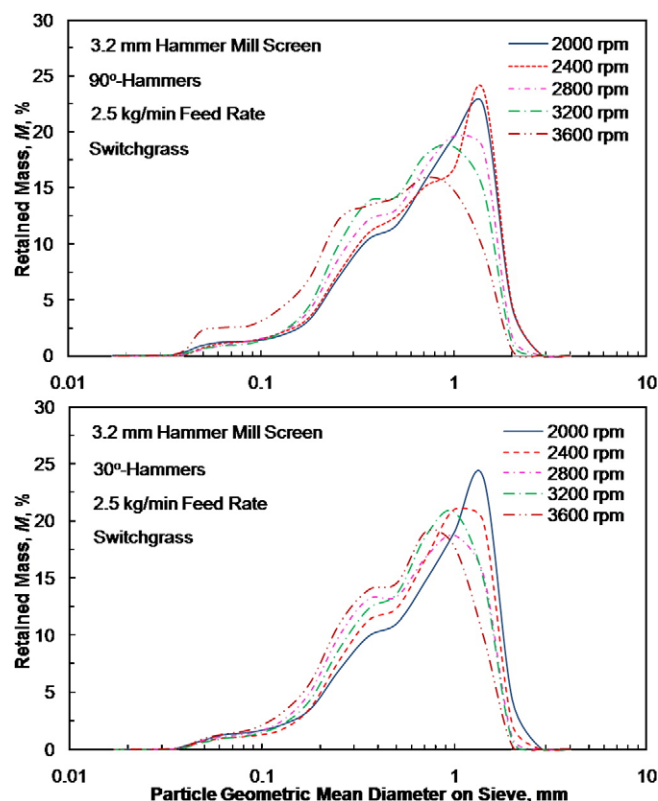 30
25
20
15
10
5
0
Retained Mass, M, %
3.2 mm Hammer Mill Screen
90º-Hammers
2.5 kg/min Feed Rate
Switchgrass
2000 rpm
2400 rpm
2800 rpm
3200 rpm
3600 rpm
0.01 0.1 1 10
30
25
20
15
10
5
0
Retained Mass, M, %
3.2 mm Hammer Mill Screen
30º-Hammers
2.5 kg/min Feed Rate
Switchgrass
2000 rpm
2400 rpm
2800 rpm
3200 rpm
3600 rpm
0.01 0.1 1 10
Particle Geometric Mean Diameter on Sieve, mm